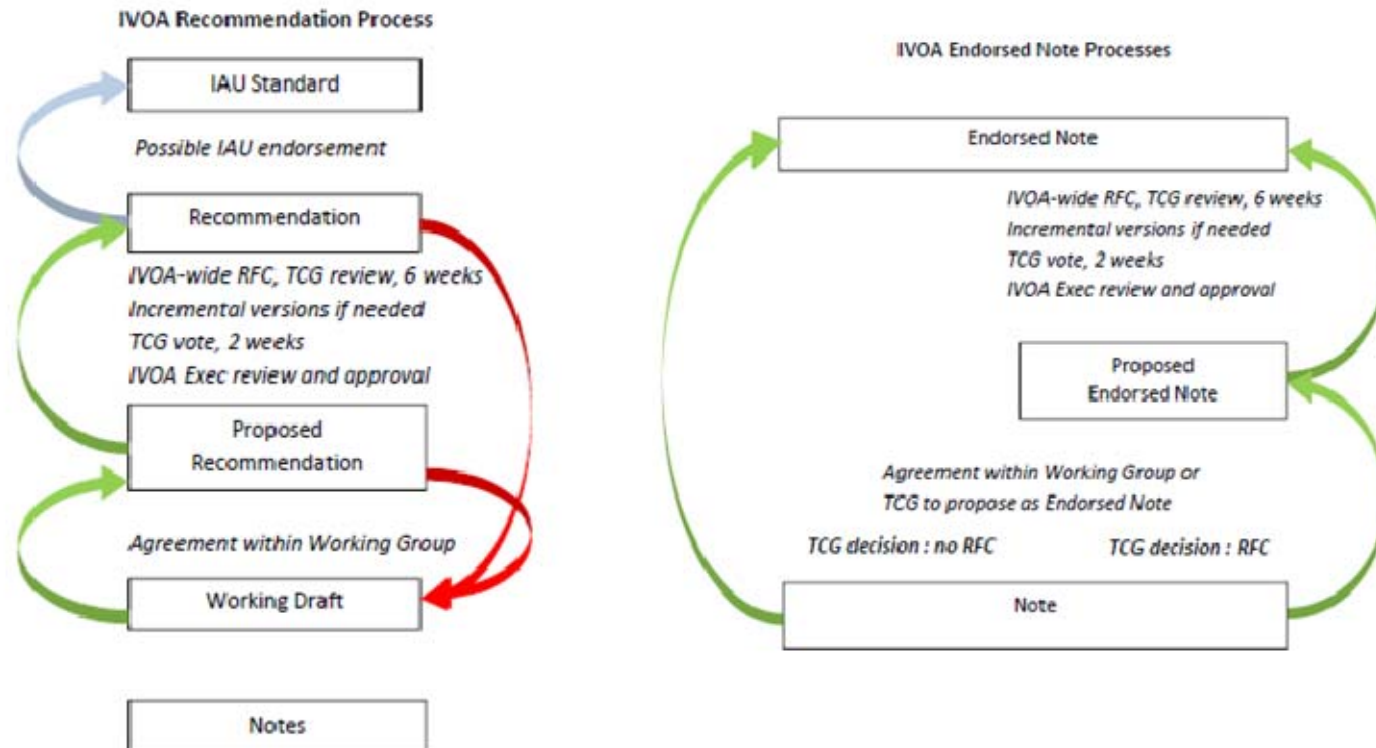 IVOA Recommendation Process
IAU Standard
Possible IAU endorsement
Recommendation
IVOA-wide RFC, TCG review, 6 weeks
Incremental versions if needed
TCG vote, 2 weeks
IVOA Exec review and approval
Proposed
Recommendation
Agreement within Working Group
Working Draft
Notes
IVOA Endorsed Note Processes
Endorsed Note
IVOA-wide RFC, TCG review, 6 weeks
Incremental versions if needed
TCG vote, 2 weeks
IVOA Exec review and approval
Proposed
Endorsed Note
Agreement within Working Group or
TCG to propose as Endorsed Note
TCG decision : no RFC
TCG decision : RFC
Note